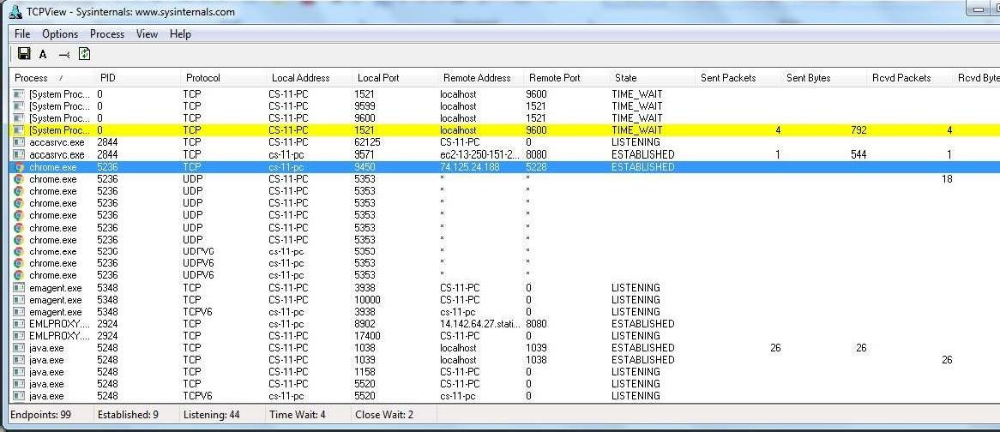 TCPView - Sysinternals: www.sysinternals.com
File Options Process View Help
A
Process / PID Protocol Local Address Local Port Remote Address Remote Port State Sent Packets Sent Bytes Rcvd Packets Rcvd Byte
[System Proc... 0 TCP CS-11-PC 1521 localhost 9600 TIME_WAIT
[System Proc... 0 TCP CS-11-PC 9599 localhost 1521 TIME_WAIT
[System Proc... 0 TCP CS-11-PC 9600 localhost 1521 TIME_WAIT
[System Proc... 0 TCP CS-11-PC 1521 localhost 9600 TIME_WAIT 4 792 4
accasrvc.exe 2844 TCP CS-11-PC 62125 CS-11-PC 0 LISTENING
accasrvc.exe 2844 TCP cs-11-pc 9571 ec2-13-250-151-2... 8080 ESTABLISHED 1 544 1
chrome.exe 5236 TCP cs-11-pc 9450 74.125.24.188 5228 ESTABLISHED
chrome.exe 5236 UDP CS-11-PC 5353 * * 18
chrome.exe 5236 UDP CS-11-PC 5353 * *
chrome.exe 5236 UDP CS-11-PC 5353 * *
chrome.exe 5236 UDP CS-11-PC 5353 * *
chrome.exe 5236 UDP CS-11-PC 5353 * *
chrome.exe 5236 UDP CS-11-PC 5353 * *
chrome.exe 5236 UDPV6 cs-11-pc 5353 * *
chrome.exe 5236 UDPV6 cs-11-pc 5353 * *
chrome.exe 5236 UDPV6 cs-11-pc 5353 * *
emagent.exe 5348 TCP CS-11-PC 3938 CS-11-PC 0 LISTENING
emagent.exe 5348 TCP CS-11-PC 10000 CS-11-PC 0 LISTENING
emagent.exe 5348 TCPV6 cs-11-pc 3938 cs-11-pc 0 LISTENING
EMLPROXY.... 2924 TCP cs-11-pc 8902 14.142.64.27.stati... 8080 ESTABLISHED
EMLPROXY.... 2924 TCP CS-11-PC 17400 CS-11-PC 0 LISTENING
java.exe 5248 TCP CS-11-PC 1038 localhost 1039 ESTABLISHED 26 26
java.exe 5248 TCP CS-11-PC 1039 localhost 1038 ESTABLISHED 26
java.exe 5248 TCP CS-11-PC 1158 CS-11-PC 0 LISTENING
java.exe 5248 TCP CS-11-PC 5520 CS-11-PC 0 LISTENING
java.exe 5248 TCPV6 cs-11-pc 5520 cs-11-pc 0 LISTENING
Endpoints: 99 Established: 9 Listening: 44 Time Wait: 4 Close Wait: 2